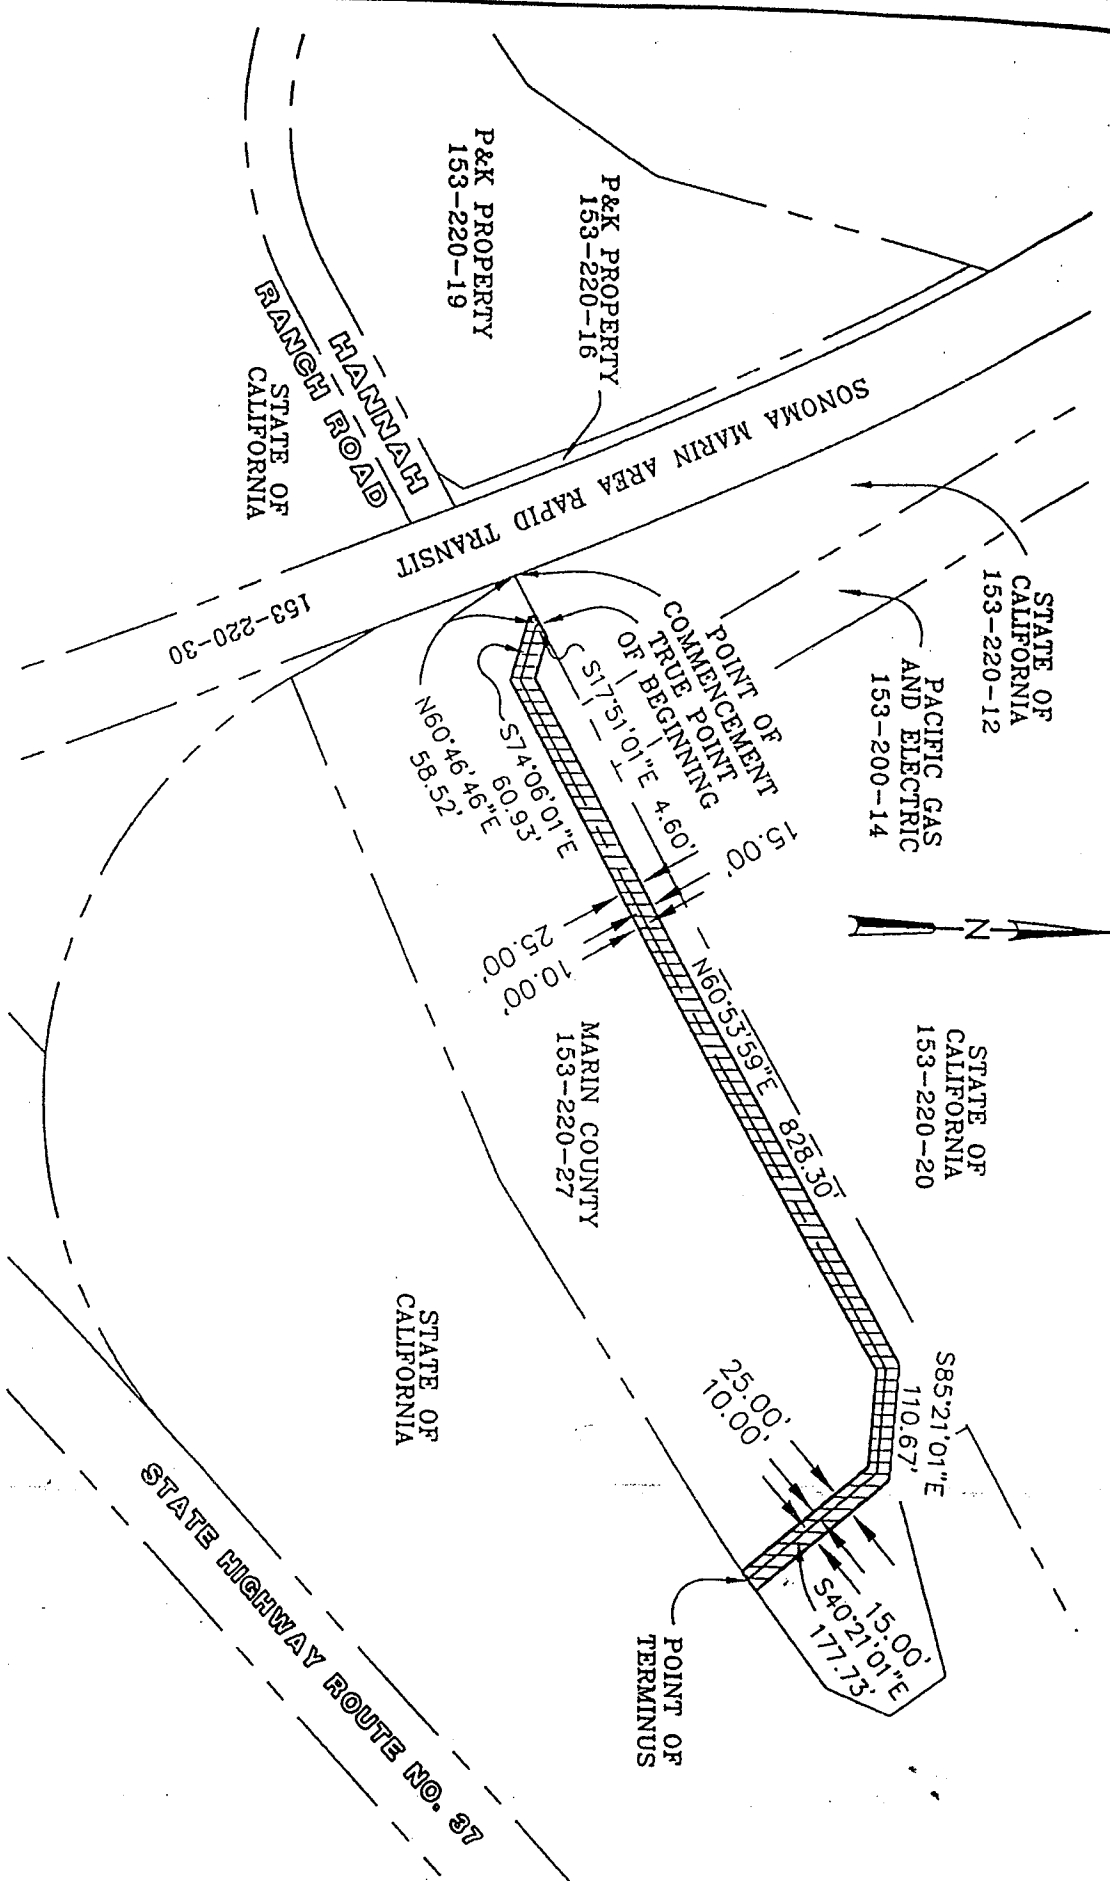 P&K PROPERTY
153-220-19
P&K PROPERTY
153-220-16
HANNAH
RANCH ROAD
STATE OF
CALIFORNIA
SONOMA MARIN AREA RAPID TRANSIT
153-220-30
STATE OF
CALIFORNIA
153-220-12
PACIFIC GAS
AND ELECTRIC
153-200-14
POINT OF
COMMENCEMENT
TRUE POINT
OF BEGINNING
S17°51'01"E 4.60'
S74°06'01"E
60.93'
N60°46'46"E
58.52'
15.00'
25.00'
10.00'
N
N60°53'59"E 828.30'
STATE OF
CALIFORNIA
153-220-20
MARIN COUNTY
153-220-27
STATE OF
CALIFORNIA
S85°21'01"E
110.67'
25.00'
10.00'
15.00'
S40°21'01"E
177.73'
POINT OF
TERMINUS
STATE HIGHWAY ROUTE NO. 37